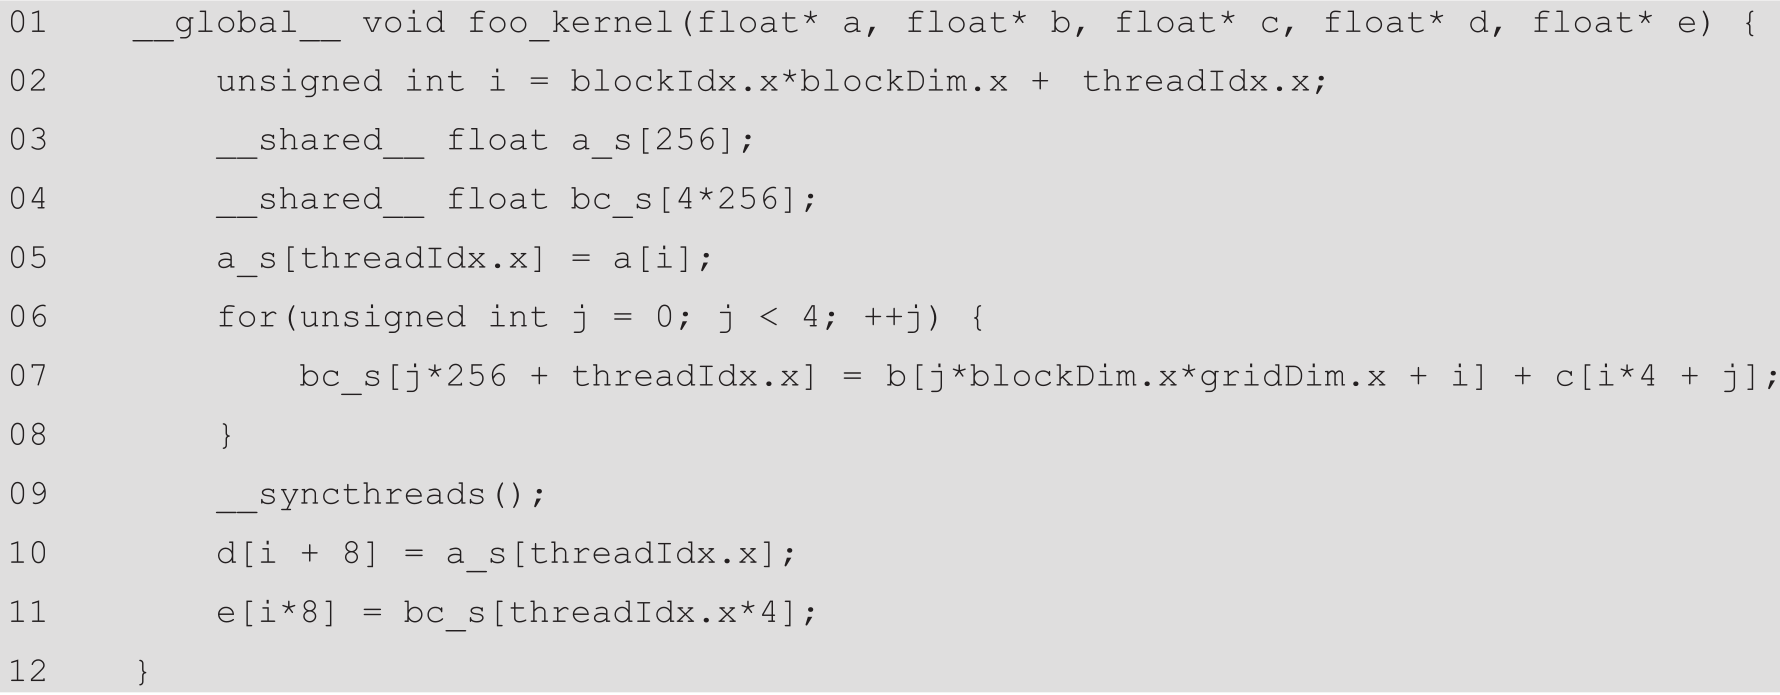 01    __global__ void foo_kernel(float* a, float* b, float* c, float* d, float* e) {
02        unsigned int i = blockIdx.x*blockDim.x + threadIdx.x;
03        __shared__ float a_s[256];
04        __shared__ float bc_s[4*256];
05        a_s[threadIdx.x] = a[i];
06        for(unsigned int j = 0; j < 4; ++j) {
07            bc_s[j*256 + threadIdx.x] = b[j*blockDim.x*gridDim.x + i] + c[i*4 + j];
08        }
09        __syncthreads();
10        d[i + 8] = a_s[threadIdx.x];
11        e[i*8] = bc_s[threadIdx.x*4];
12    }